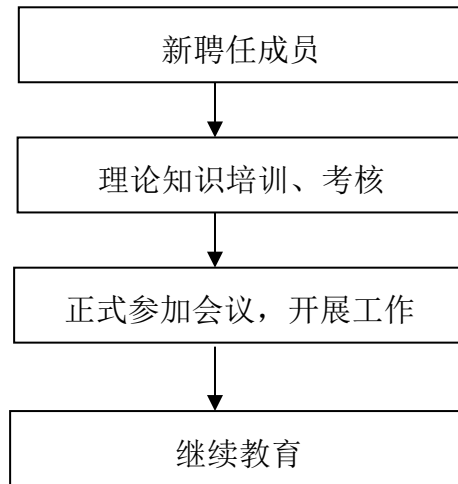 新聘任成员
理论知识培训、考核
正式参加会议，开展工作
继续教育